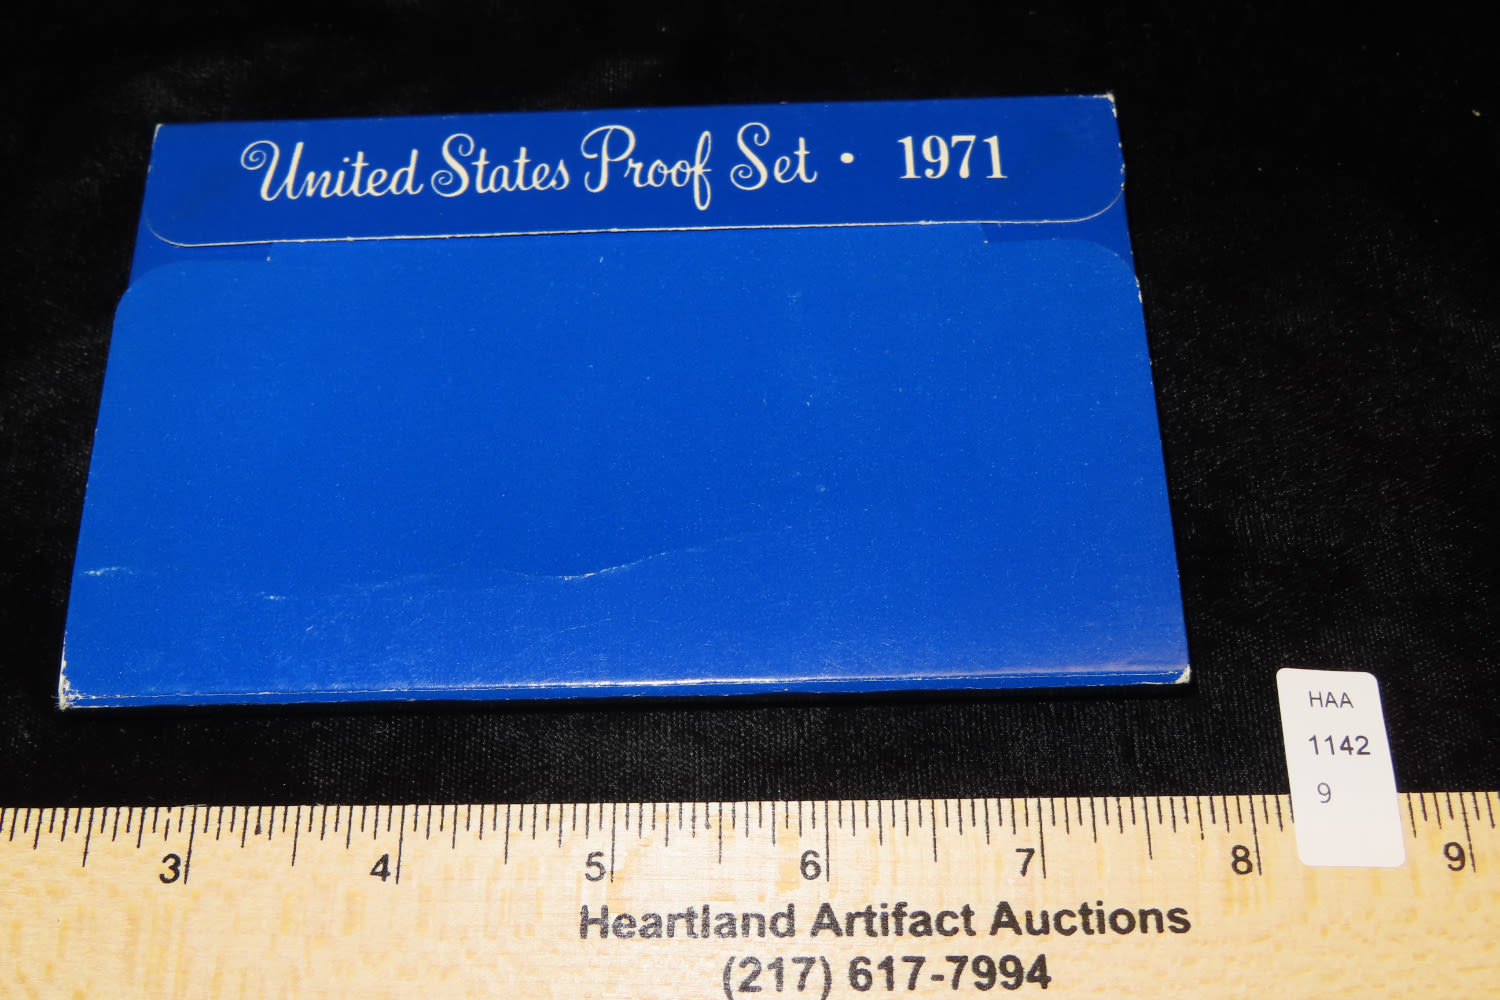 United States Proof Set • 1971
HAA
1142
9
3 4 5 6 7 8 9
Heartland Artifact Auctions
(217) 617-7994